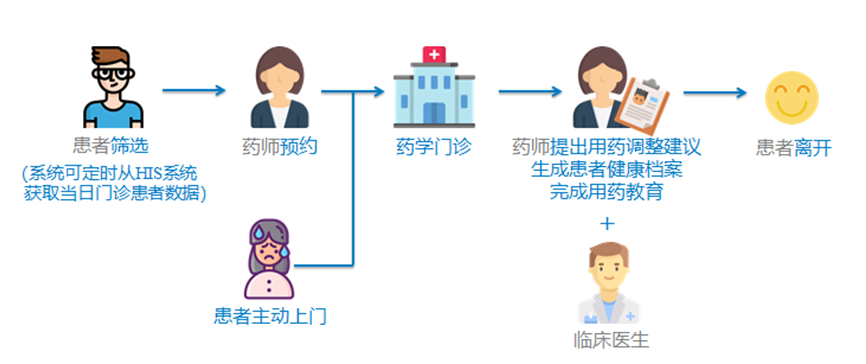 患者筛选
(系统可定时从HIS系统
获取当日门诊患者数据)
药师预约
患者主动上门
药学门诊
药师提出用药调整建议
生成患者健康档案
完成用药教育
+
临床医生
患者离开